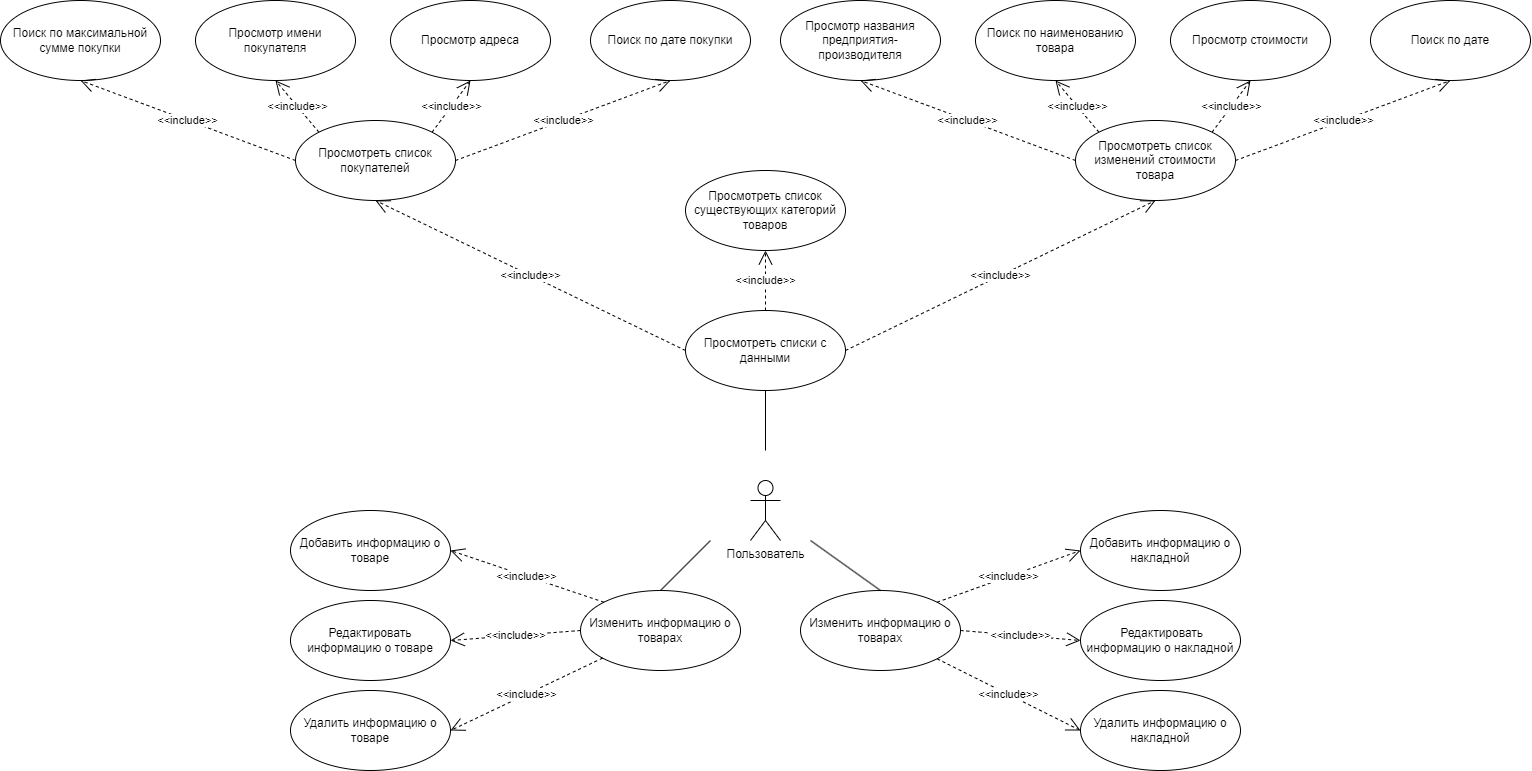 Поиск по максимальной
сумме покупки
Просмотр имени
покупателя
Просмотр адреса
Поиск по дате покупки
Просмотр названия
предприятия-
производителя
Поиск по наименованию
товара
Просмотр стоимости
Поиск по дате
<<include>>
<<include>>
<<include>>
<<include>>
<<include>>
<<include>>
<<include>>
<<include>>
Просмотреть список
покупателей
Просмотреть список
изменений стоимости
товара
Просмотреть список
существующих категорий
товаров
<<include>>
<<include>>
<<include>>
Просмотреть списки с
данными
Пользователь
Добавить информацию о
товаре
<<include>>
Редактировать
информацию о товаре
<<include>>
Удалить информацию о
товаре
<<include>>
Изменить информацию о
товарах
Изменить информацию о
товарах
<<include>>
Добавить информацию о
накладной
<<include>>
Редактировать
информацию о накладной
<<include>>
Удалить информацию о
накладной